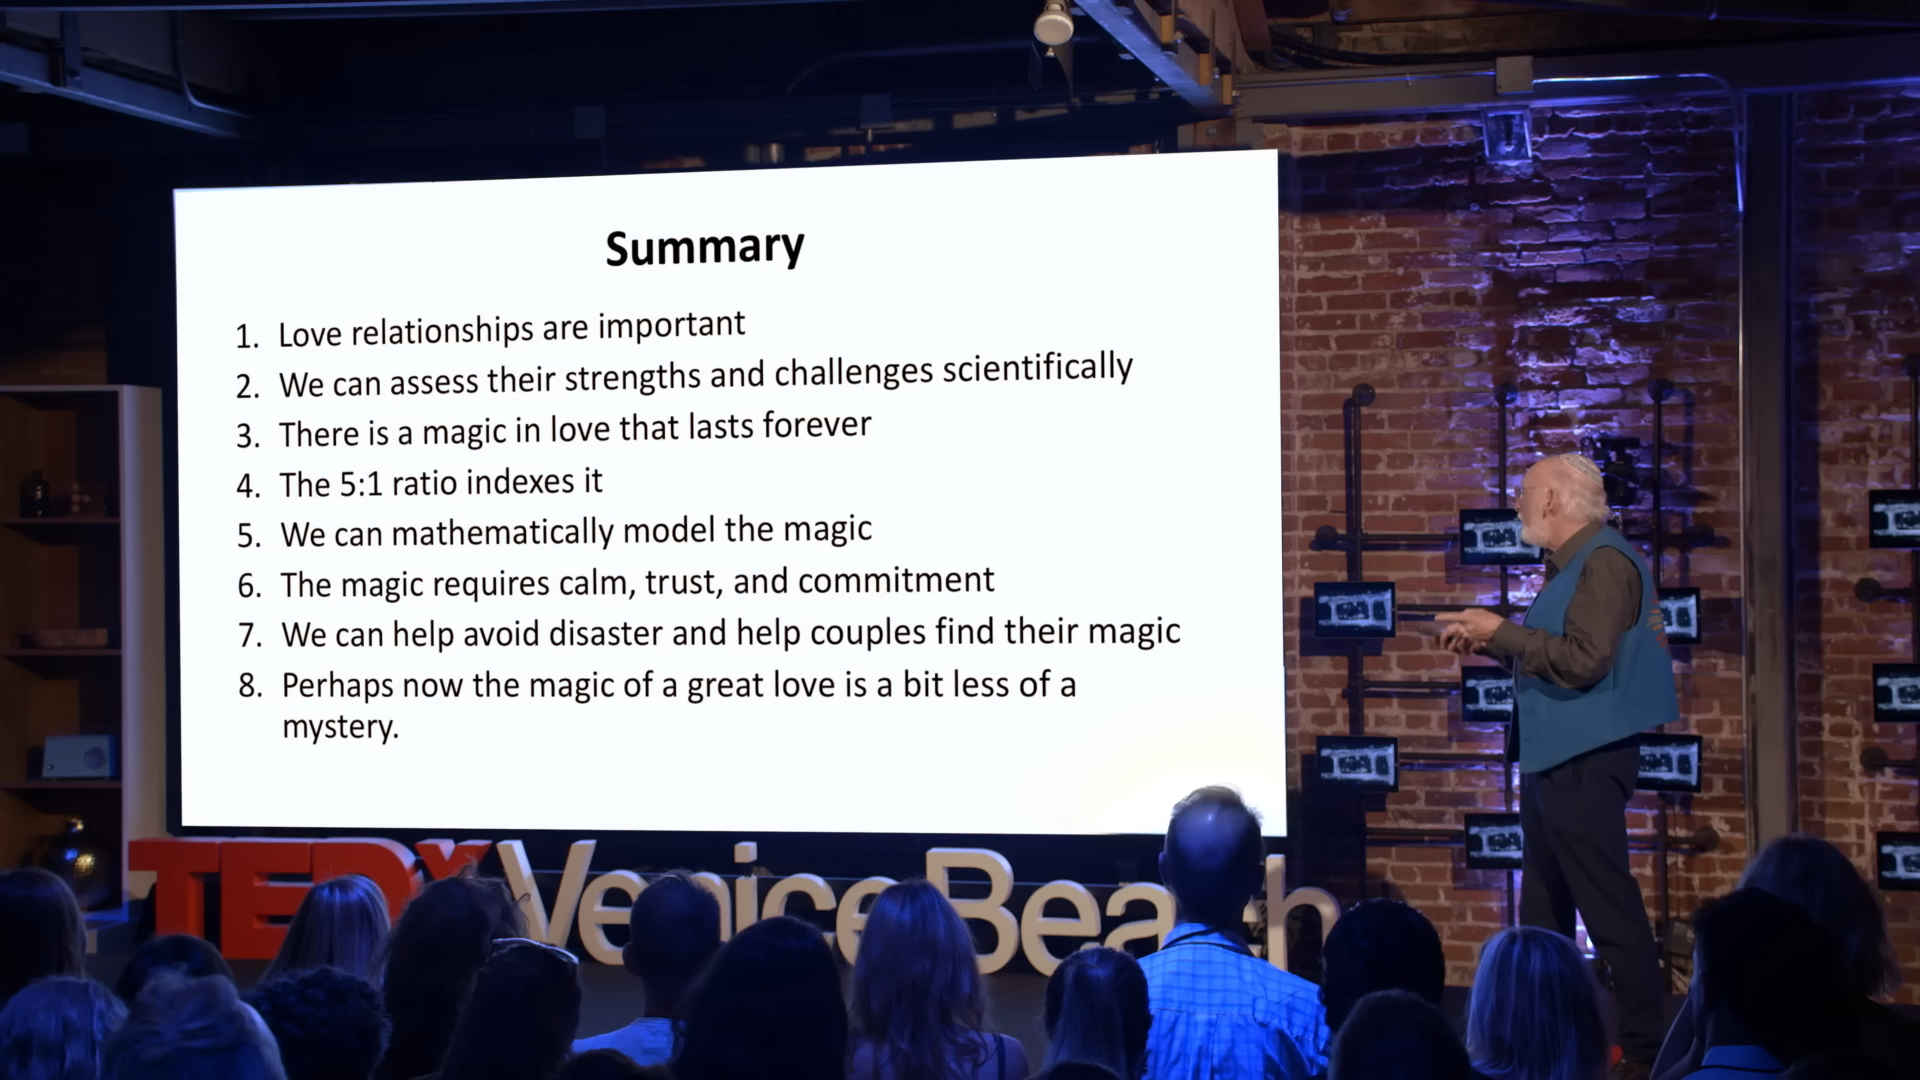 Summary
1. Love relationships are important
2. We can assess their strengths and challenges scientifically
3. There is a magic in love that lasts forever
4. The 5:1 ratio indexes it
5. We can mathematically model the magic
6. The magic requires calm, trust, and commitment
7. We can help avoid disaster and help couples find their magic
8. Perhaps now the magic of a great love is a bit less of a
mystery.
TEDxVeniceBeach